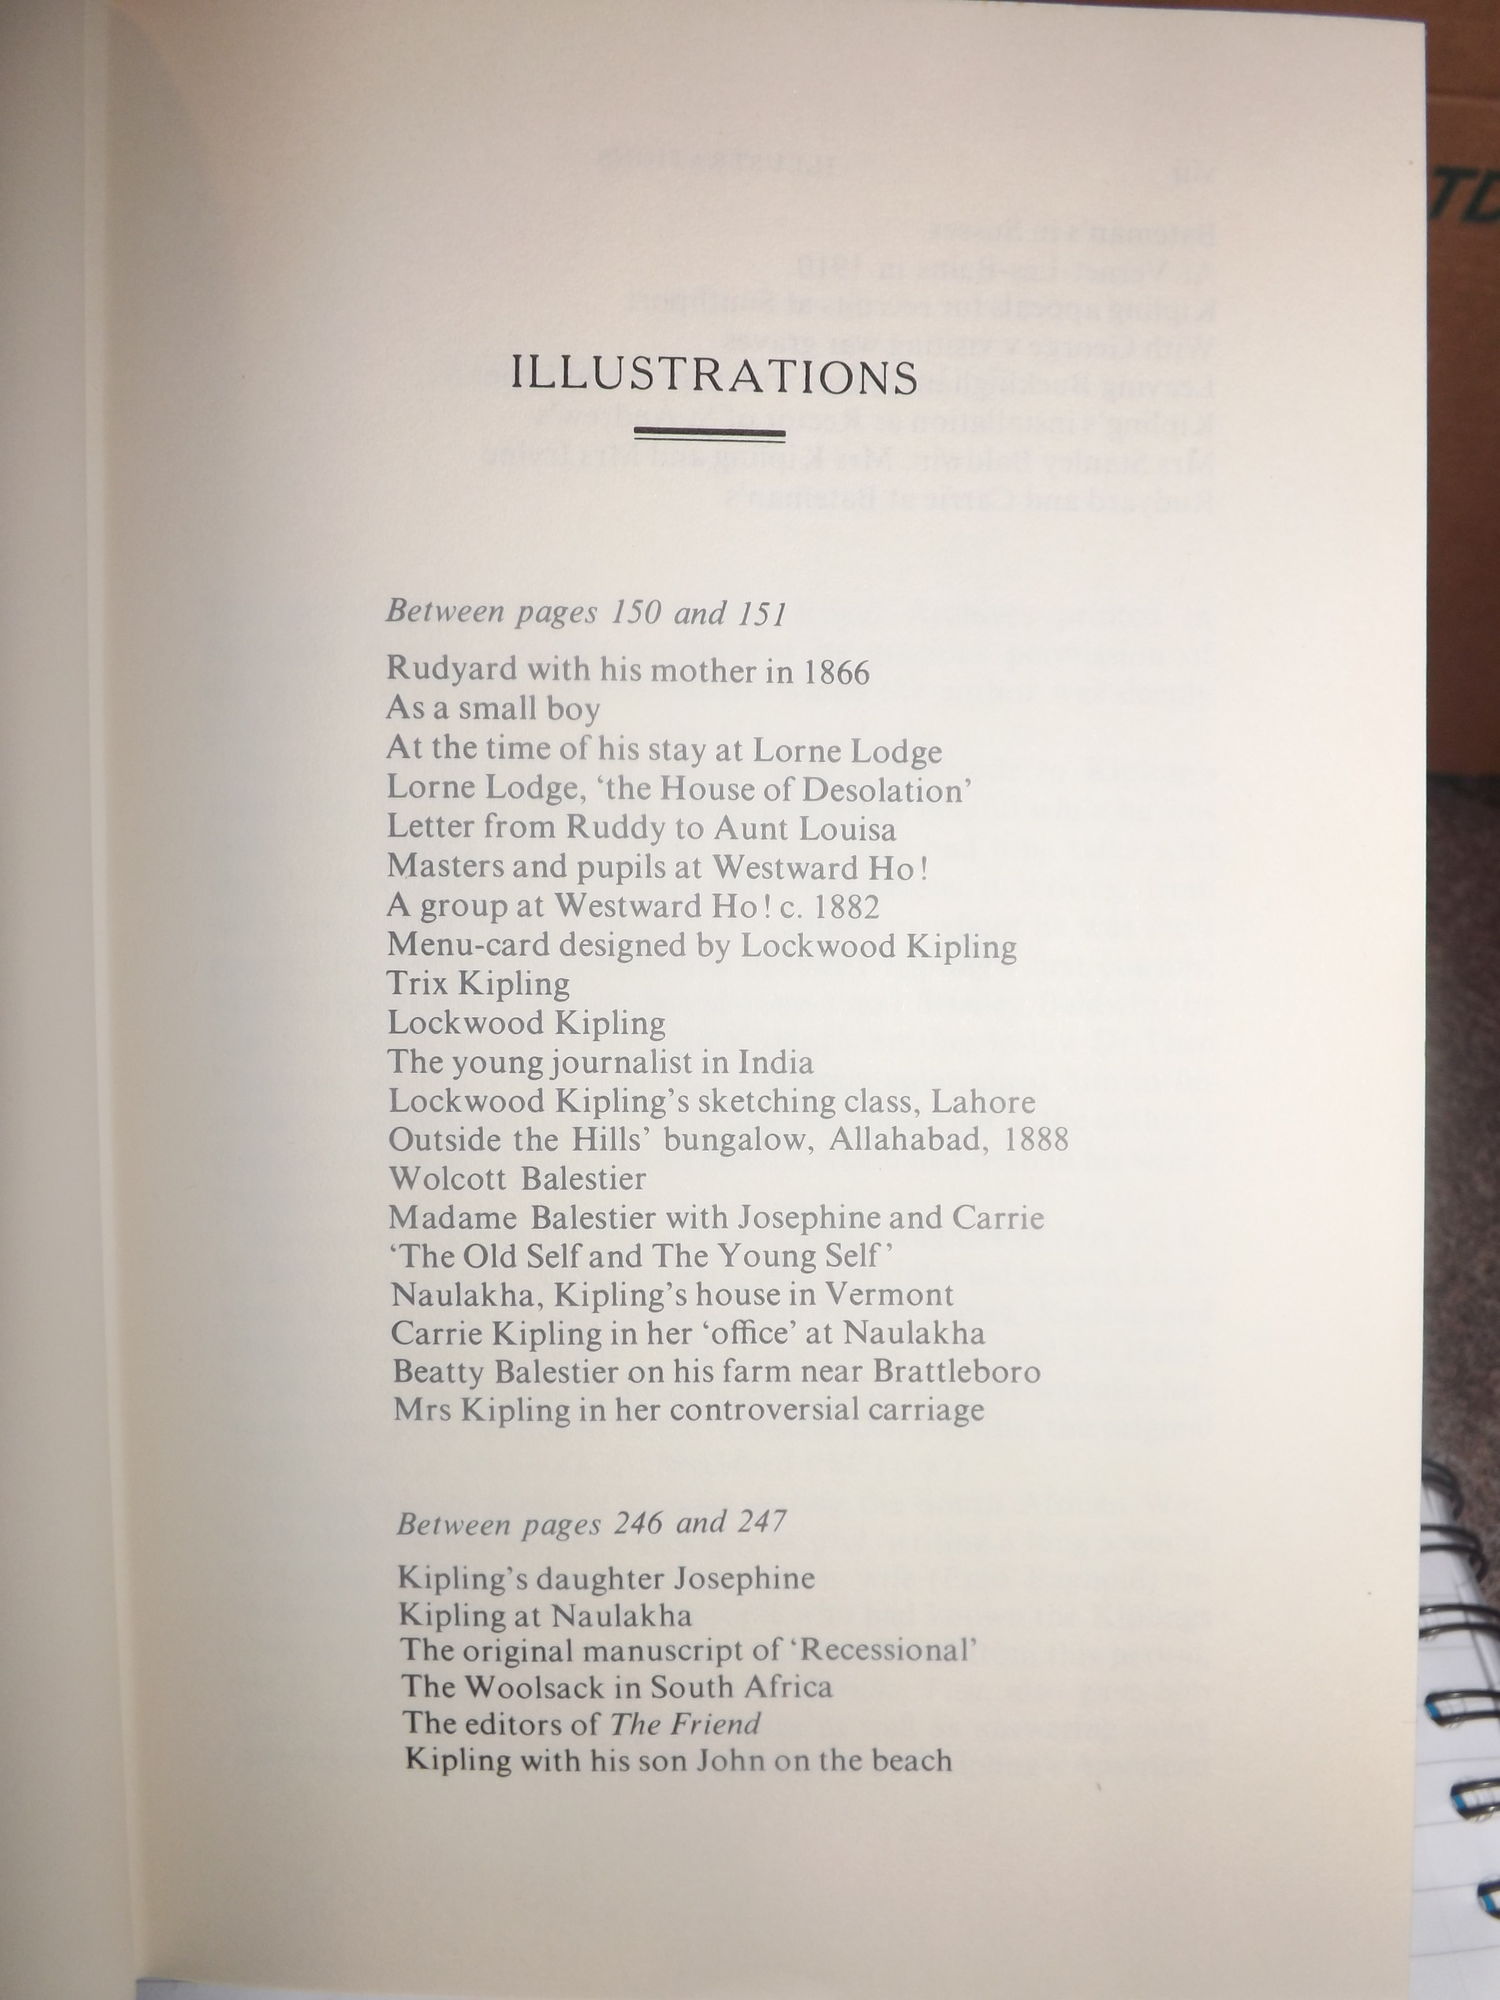 ILLUSTRATIONS
Between pages 150 and 151
Rudyard with his mother in 1866
As a small boy
At the time of his stay at Lorne Lodge
Lorne Lodge, ‘the House of Desolation’
Letter from Ruddy to Aunt Louisa
Masters and pupils at Westward Ho!
A group at Westward Ho! c. 1882
Menu-card designed by Lockwood Kipling
Trix Kipling
Lockwood Kipling
The young journalist in India
Lockwood Kipling’s sketching class, Lahore
Outside the Hills’ bungalow, Allahabad, 1888
Wolcott Balestier
Madame Balestier with Josephine and Carrie
‘The Old Self and The Young Self’
Naulakha, Kipling’s house in Vermont
Carrie Kipling in her ‘office’ at Naulakha
Beatty Balestier on his farm near Brattleboro
Mrs Kipling in her controversial carriage
Between pages 246 and 247
Kipling’s daughter Josephine
Kipling at Naulakha
The original manuscript of ‘Recessional’
The Woolsack in South Africa
The editors of The Friend
Kipling with his son John on the beach
TD